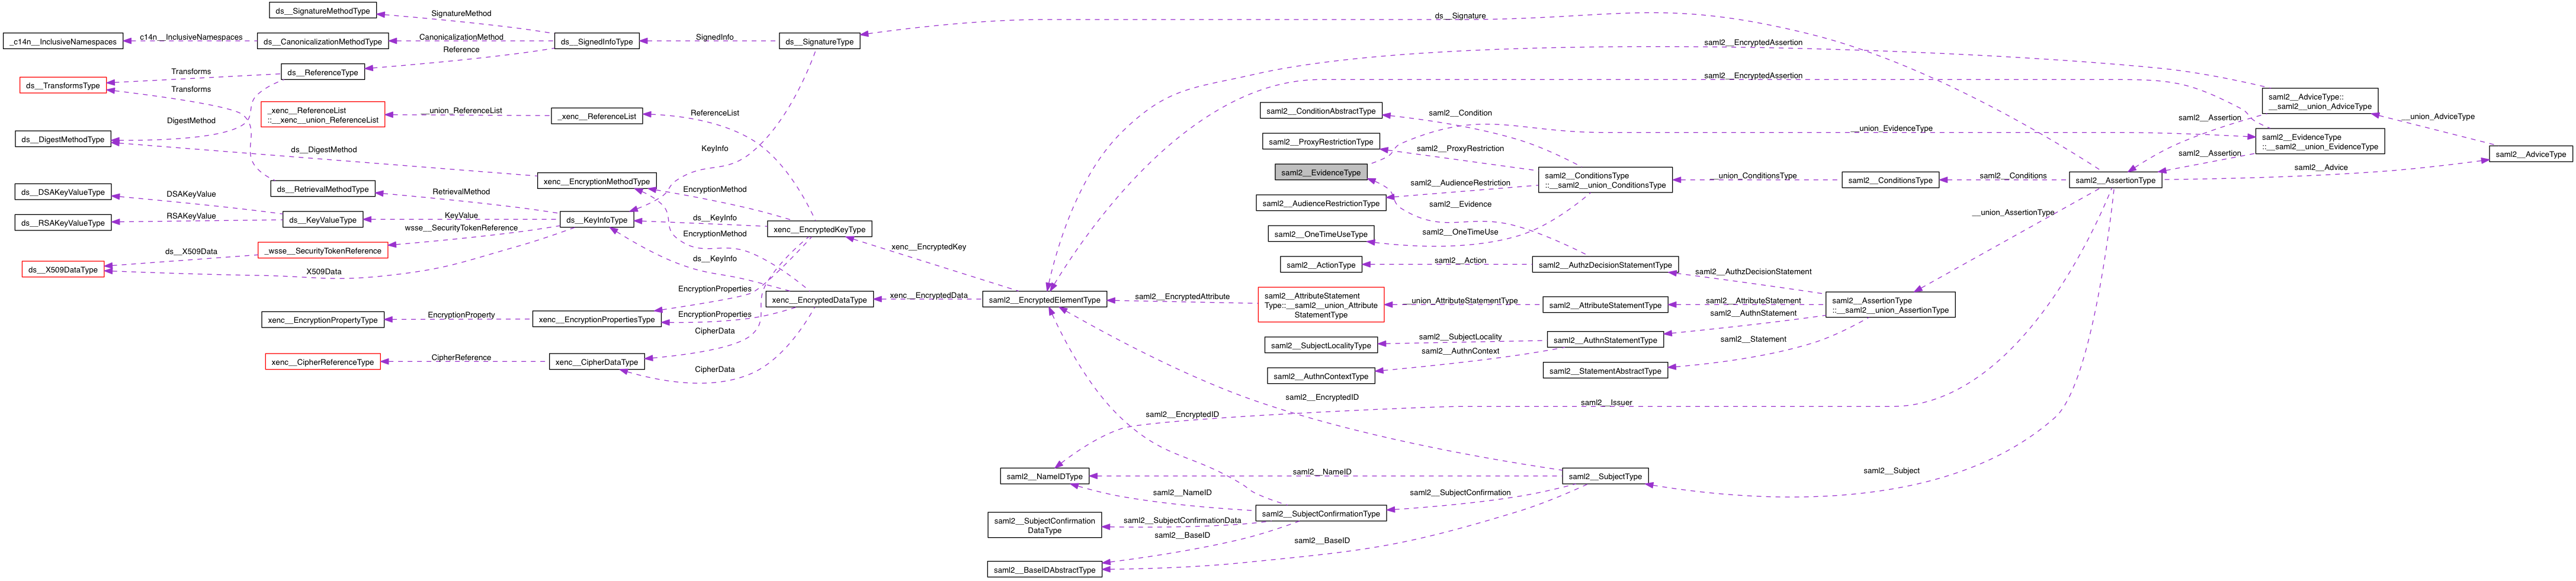 ds__SignatureMethodType
SignatureMethod
ds__Signature
_c14n__InclusiveNamespaces
c14n__InclusiveNamespaces
ds__CanonicalizationMethodType
CanonicalizationMethod
ds__SignedInfoType
SignedInfo
ds__SignatureType
saml2__EncryptedAssertion
Reference
ds__TransformsType
Transforms
ds__ReferenceType
saml2__EncryptedAssertion
Transforms
_xenc__ReferenceList
::__xenc__union_ReferenceList
__union_ReferenceList
_xenc__ReferenceList
ReferenceList
saml2__ConditionAbstractType
saml2__Condition
saml2__AdviceType::
__saml2__union_AdviceType
saml2__Assertion
__union_AdviceType
DigestMethod
ds__DigestMethodType
ds__DigestMethod
KeyInfo
saml2__ProxyRestrictionType
saml2__ProxyRestriction
__union_EvidenceType
saml2__EvidenceType
::__saml2__union_EvidenceType
saml2__Assertion
saml2__AdviceType
saml2__EvidenceType
saml2__ConditionsType
::__saml2__union_ConditionsType
__union_ConditionsType
saml2__ConditionsType
saml2__Conditions
saml2__AssertionType
saml2__Advice
ds__DSAKeyValueType
DSAKeyValue
ds__RetrievalMethodType
RetrievalMethod
xenc__EncryptionMethodType
EncryptionMethod
saml2__AudienceRestrictionType
saml2__AudienceRestriction
saml2__Evidence
ds__RSAKeyValueType
RSAKeyValue
ds__KeyValueType
KeyValue
ds__KeyInfoType
ds__KeyInfo
xenc__EncryptedKeyType
__union_AssertionType
wsse__SecurityTokenReference
EncryptionMethod
saml2__OneTimeUseType
saml2__OneTimeUse
ds__X509Data
_wsse__SecurityTokenReference
xenc__EncryptedKey
ds__X509DataType
X509Data
ds__KeyInfo
saml2__ActionType
saml2__Action
saml2__AuthzDecisionStatementType
saml2__AuthzDecisionStatement
EncryptionProperties
xenc__EncryptedDataType
xenc__EncryptedData
saml2__EncryptedElementType
saml2__EncryptedAttribute
saml2__AttributeStatement
Type::__saml2__union_Attribute
StatementType
__union_AttributeStatementType
saml2__AttributeStatementType
saml2__AttributeStatement
saml2__AssertionType
::__saml2__union_AssertionType
xenc__EncryptionPropertyType
EncryptionProperty
xenc__EncryptionPropertiesType
EncryptionProperties
saml2__AuthnStatement
CipherData
saml2__SubjectLocalityType
saml2__SubjectLocality
saml2__AuthnStatementType
saml2__Statement
xenc__CipherReferenceType
CipherReference
xenc__CipherDataType
CipherData
saml2__AuthnContextType
saml2__AuthnContext
saml2__StatementAbstractType
saml2__EncryptedID
saml2__EncryptedID
saml2__Issuer
saml2__NameIDType
saml2__NameID
saml2__SubjectType
saml2__Subject
saml2__NameID
saml2__SubjectConfirmation
saml2__SubjectConfirmation
DataType
saml2__SubjectConfirmationData
saml2__SubjectConfirmationType
saml2__BaseID
saml2__BaseID
saml2__BaseIDAbstractType